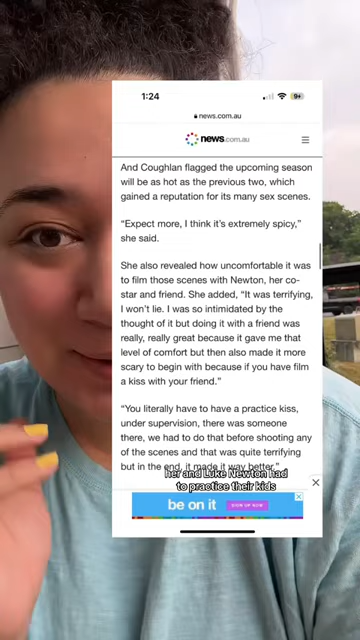 1:24
9+
news.com.au
news.com.au
And Coughlan flagged the upcoming season
will be as hot as the previous two, which
gained a reputation for its many sex scenes.
“Expect more, I think it’s extremely spicy,”
she said.
She also revealed how uncomfortable it was
to film those scenes with Newton, her co-
star and friend. She added, “It was terrifying,
I won’t lie. I was so intimidated by the
thought of it but doing it with a friend was
really, really great because it gave me that
level of comfort but then also made it more
scary to begin with because if you have film
a kiss with your friend.”
“You literally have to have a practice kiss,
under supervision, there was someone
there, we had to do that before shooting any
of the scenes and that was quite terrifying
but in the end, it made it way better.”
her and Luke Newton had
to practice their kids
be on it
SIGN UP NOW